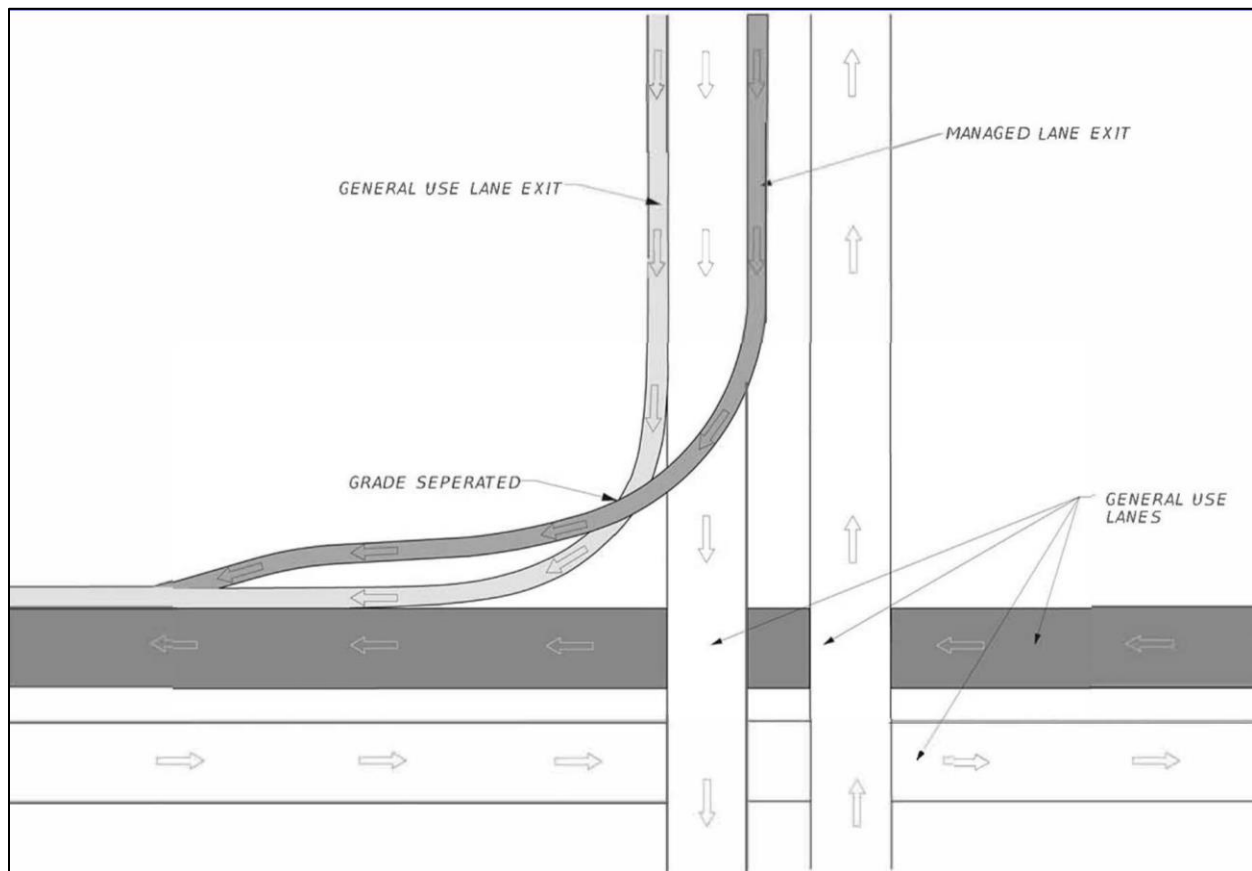 MANAGED LANE EXIT
GENERAL USE LANE EXIT
GRADE SEPERATED
GENERAL USE
LANES